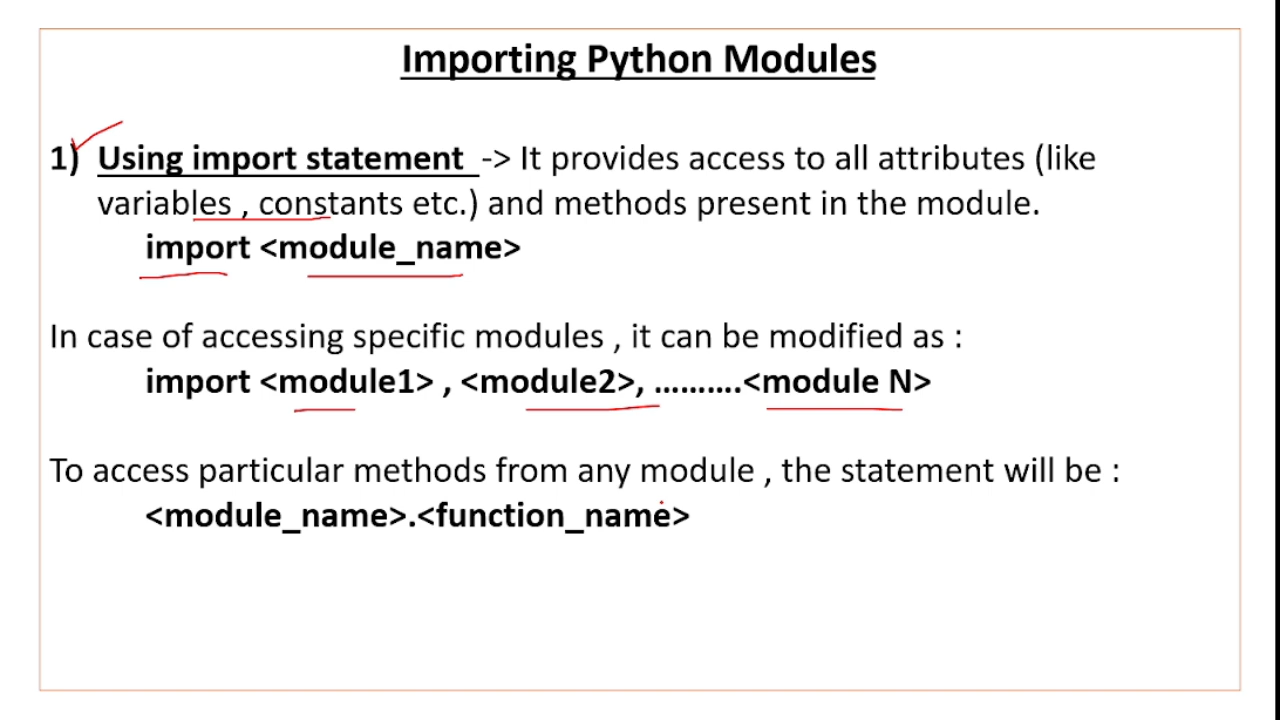 Importing Python Modules
1) Using import statement -> It provides access to all attributes (like
variables , constants etc.) and methods present in the module.
import <module_name>
In case of accessing specific modules , it can be modified as :
import <module1> , <module2>, ……….<module N>
To access particular methods from any module , the statement will be :
<module_name>.<function_name>